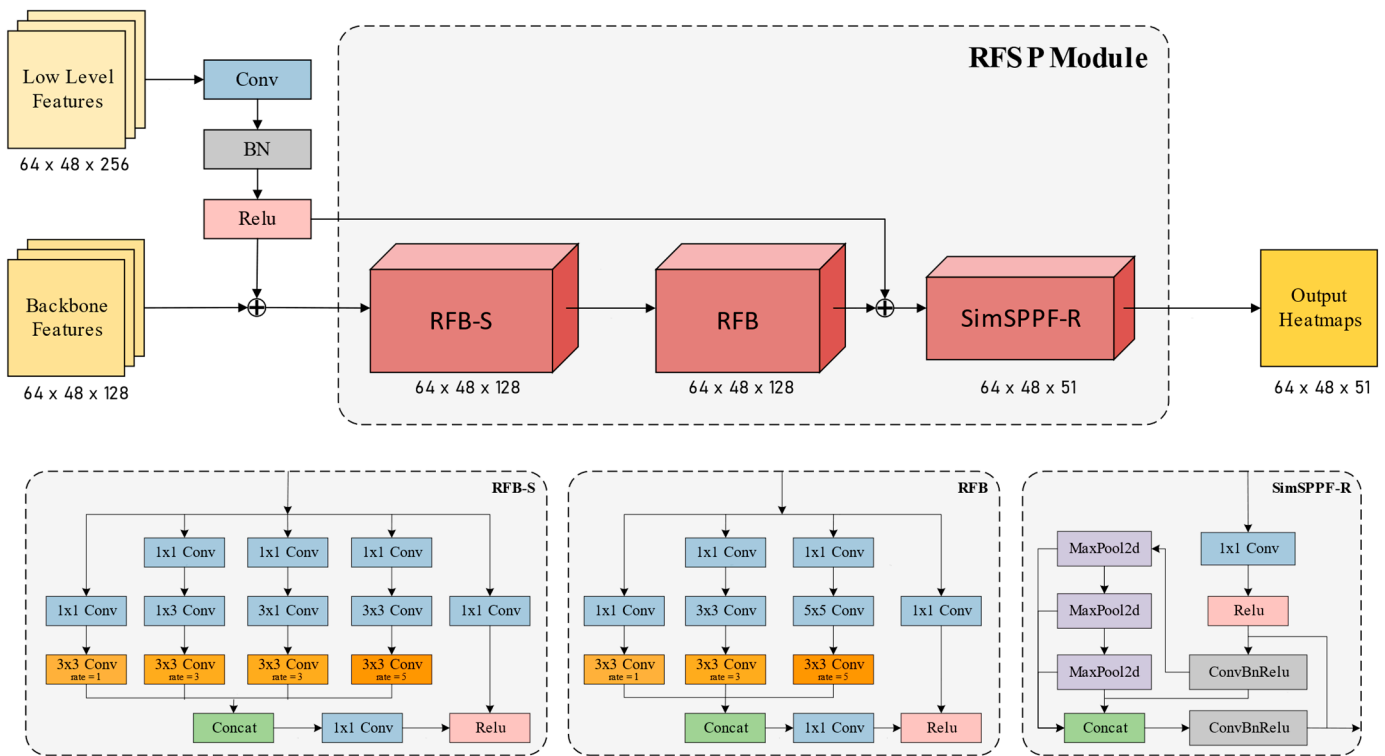 RFSP Module
Low Level
Features
64 x 48 x 256
Conv
BN
Relu
Backbone
Features
64 x 48 x 128
RFB-S
64 x 48 x 128
RFB
64 x 48 x 128
SimSPPF-R
64 x 48 x 51
Output
Heatmaps
64 x 48 x 51
RFB-S
1x1 Conv
1x1 Conv
1x1 Conv
1x1 Conv
1x3 Conv
3x1 Conv
3x3 Conv
1x1 Conv
3x3 Conv
rate = 1
3x3 Conv
rate = 3
3x3 Conv
rate = 3
3x3 Conv
rate = 5
Concat
1x1 Conv
Relu
RFB
1x1 Conv
1x1 Conv
1x1 Conv
3x3 Conv
5x5 Conv
1x1 Conv
3x3 Conv
rate = 1
3x3 Conv
rate = 3
3x3 Conv
rate = 5
Concat
1x1 Conv
Relu
SimSPPF-R
MaxPool2d
1x1 Conv
MaxPool2d
Relu
MaxPool2d
ConvBnRelu
Concat
ConvBnRelu